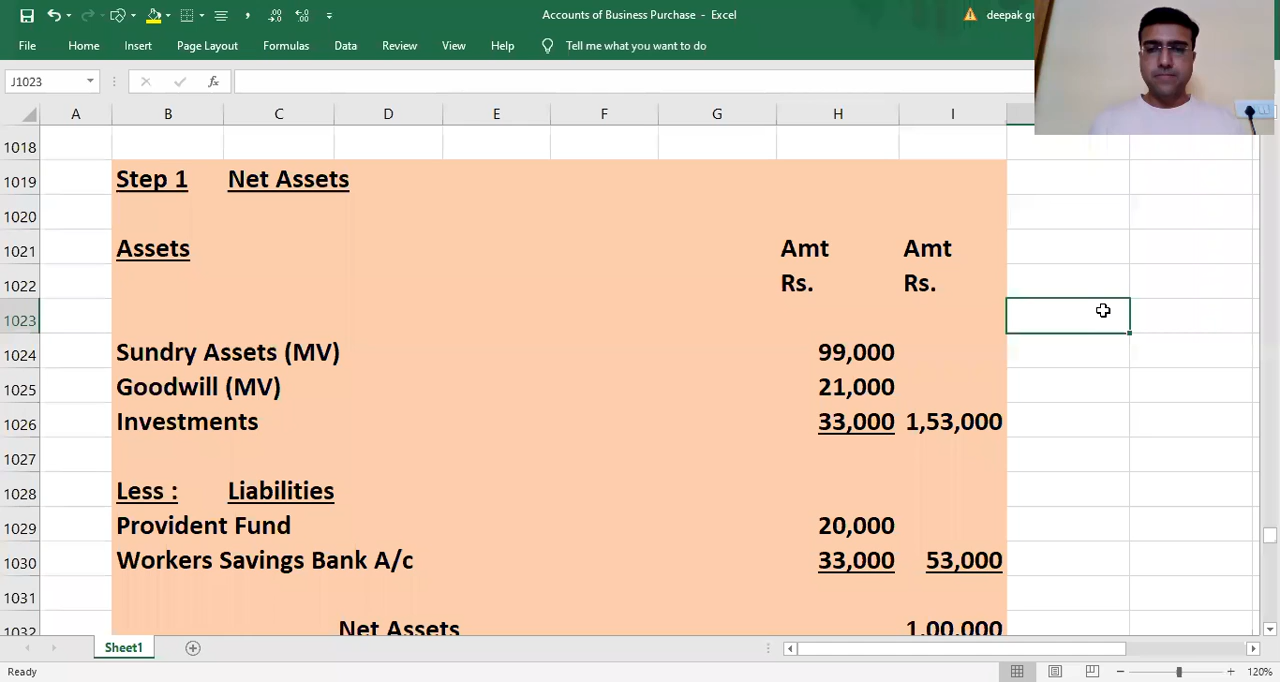 Accounts of Business Purchase - Excel
deepak gu
File Home Insert Page Layout Formulas Data Review View Help Tell me what you want to do
J1023
fx
A B C D E F G H I
1018
1019 Step 1 Net Assets
1020
1021 Assets Amt Amt
1022 Rs. Rs.
1023
1024 Sundry Assets (MV) 99,000
1025 Goodwill (MV) 21,000
1026 Investments 33,000 1,53,000
1027
1028 Less : Liabilities
1029 Provident Fund 20,000
1030 Workers Savings Bank A/c 33,000 53,000
1031
1032 Net Assets 1,00,000
Sheet1
Ready 120%